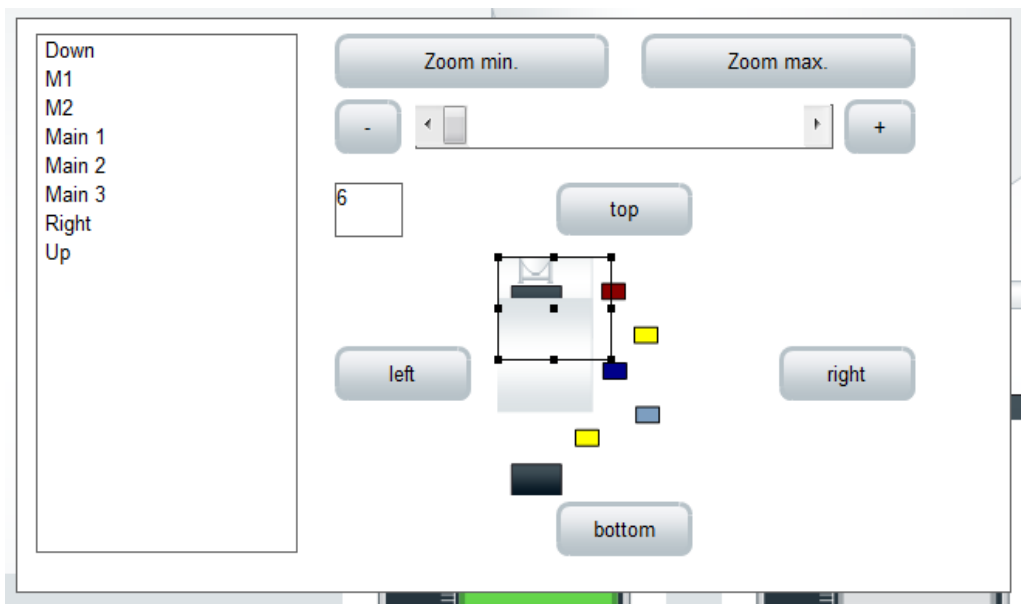 Down
M1
M2
Main 1
Main 2
Main 3
Right
Up
Zoom min.
Zoom max.
-
+
6
top
left
right
bottom